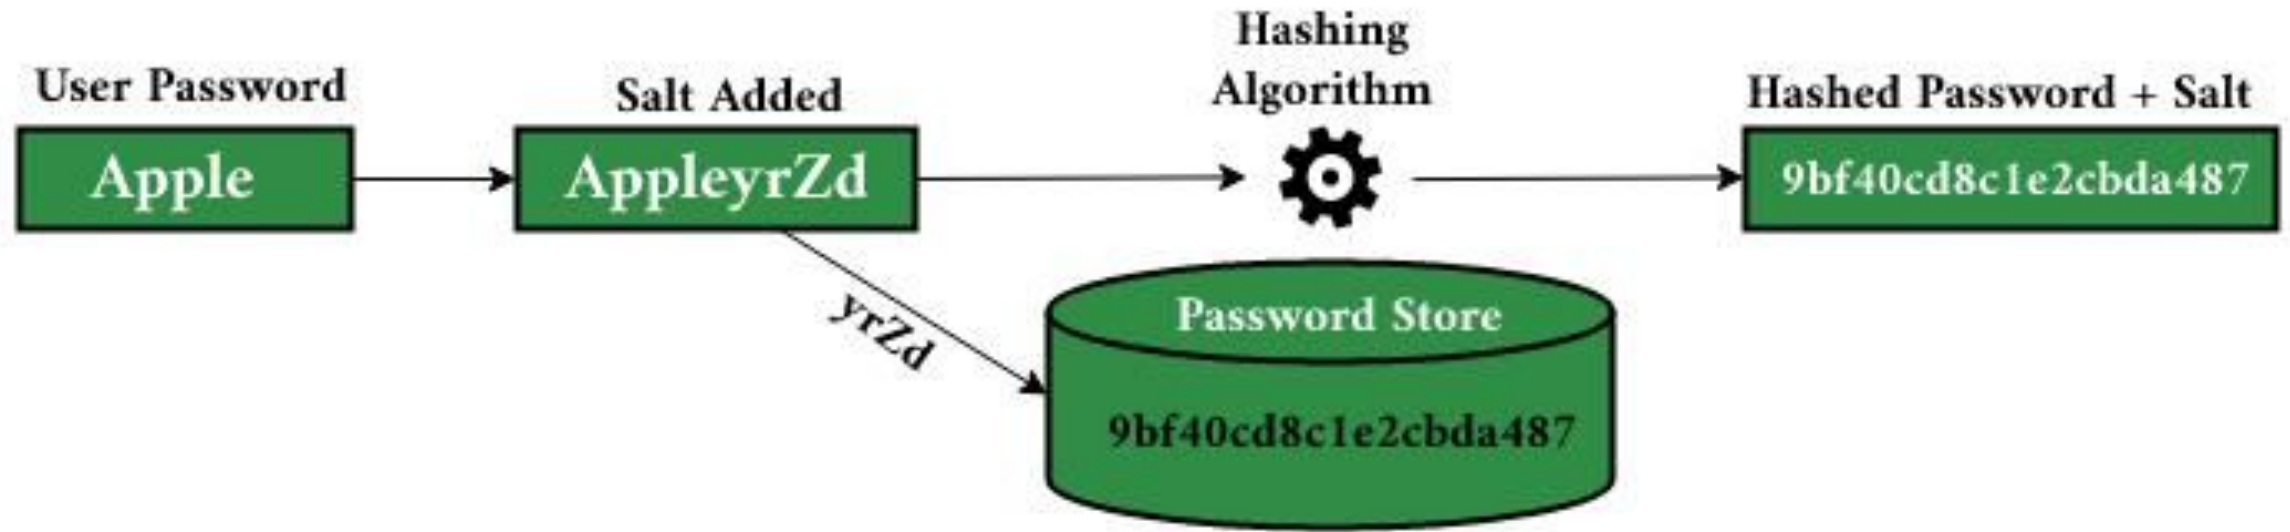 User Password
Apple
Salt Added
AppleyrZd
Hashing
Algorithm
Hashed Password + Salt
9bf40cd8c1e2cbda487
yrZd
Password Store
9bf40cd8c1e2cbda487